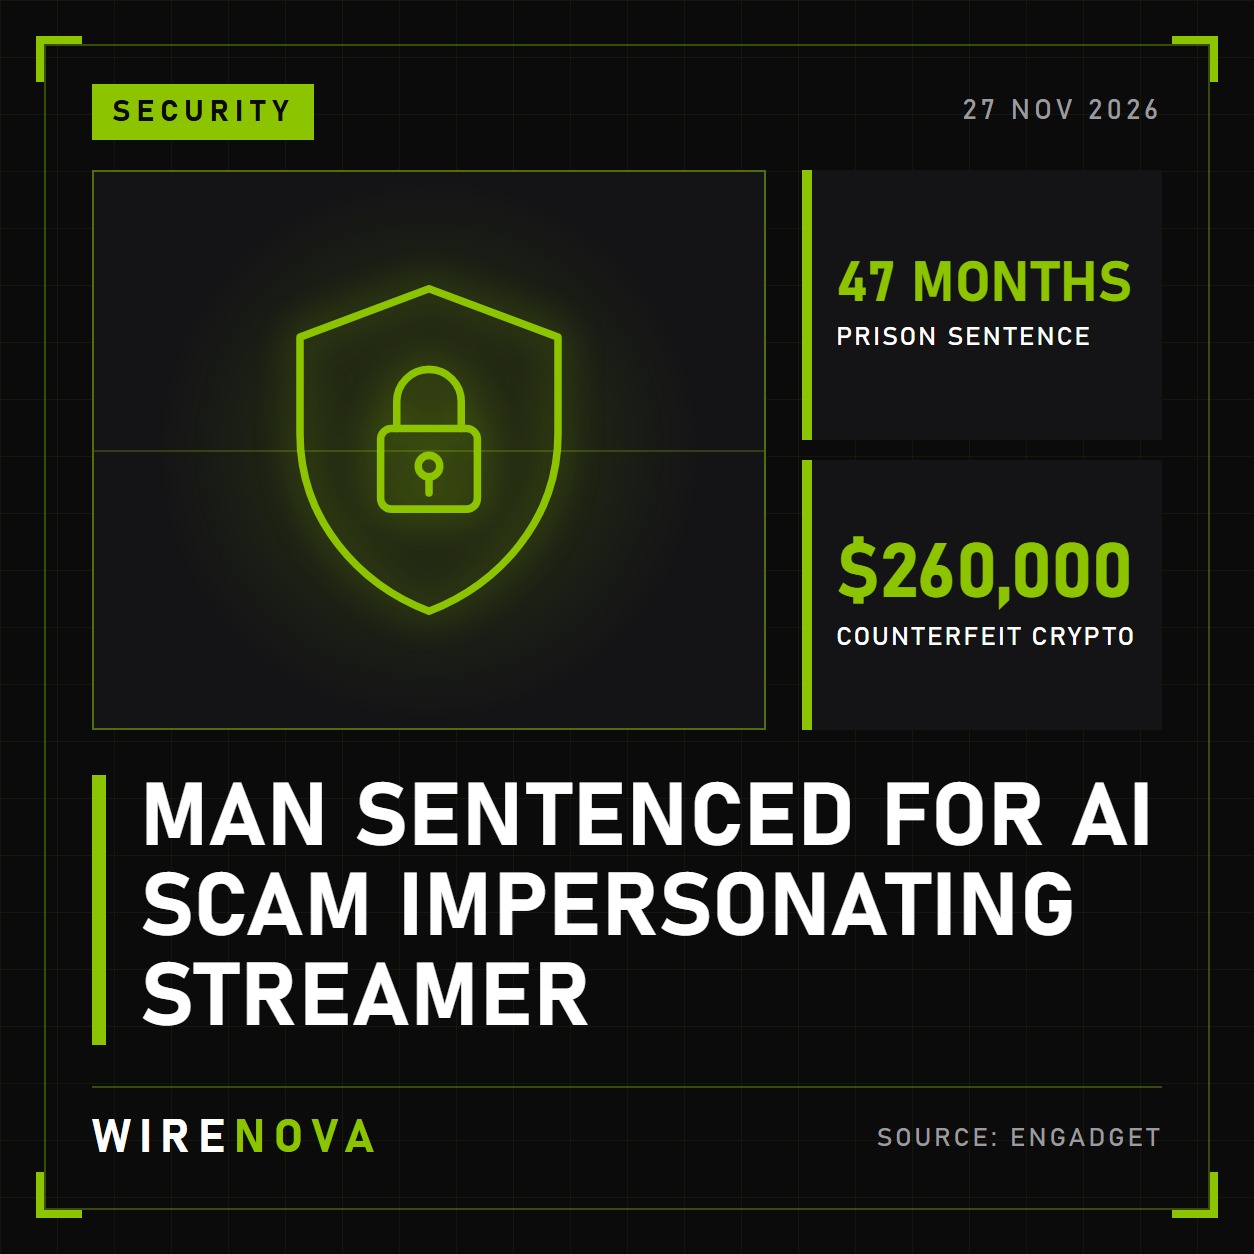 SECURITY
27 NOV 2026
47 MONTHS
PRISON SENTENCE
$260,000
COUNTERFEIT CRYPTO
MAN SENTENCED FOR AI
SCAM IMPERSONATING
STREAMER
WIRENOVA
SOURCE: ENGADGET